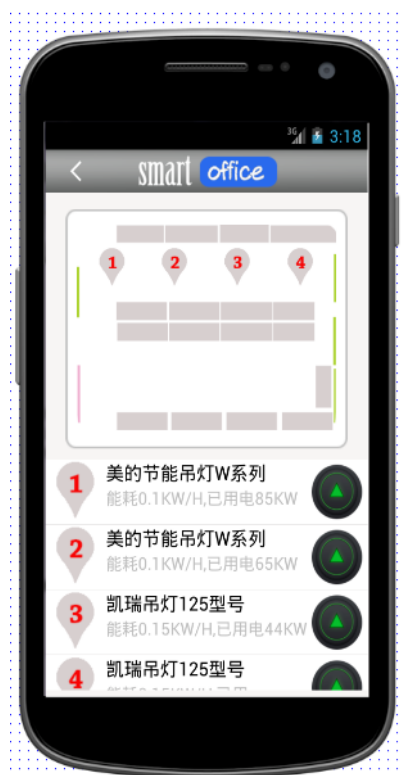 3G 3:18
smart office
1 2 3 4
1 美的节能吊灯W系列
能耗0.1KW/H,已用电85KW
2 美的节能吊灯W系列
能耗0.1KW/H,已用电65KW
3 凯瑞吊灯125型号
能耗0.15KW/H,已用电44KW
4 凯瑞吊灯125型号